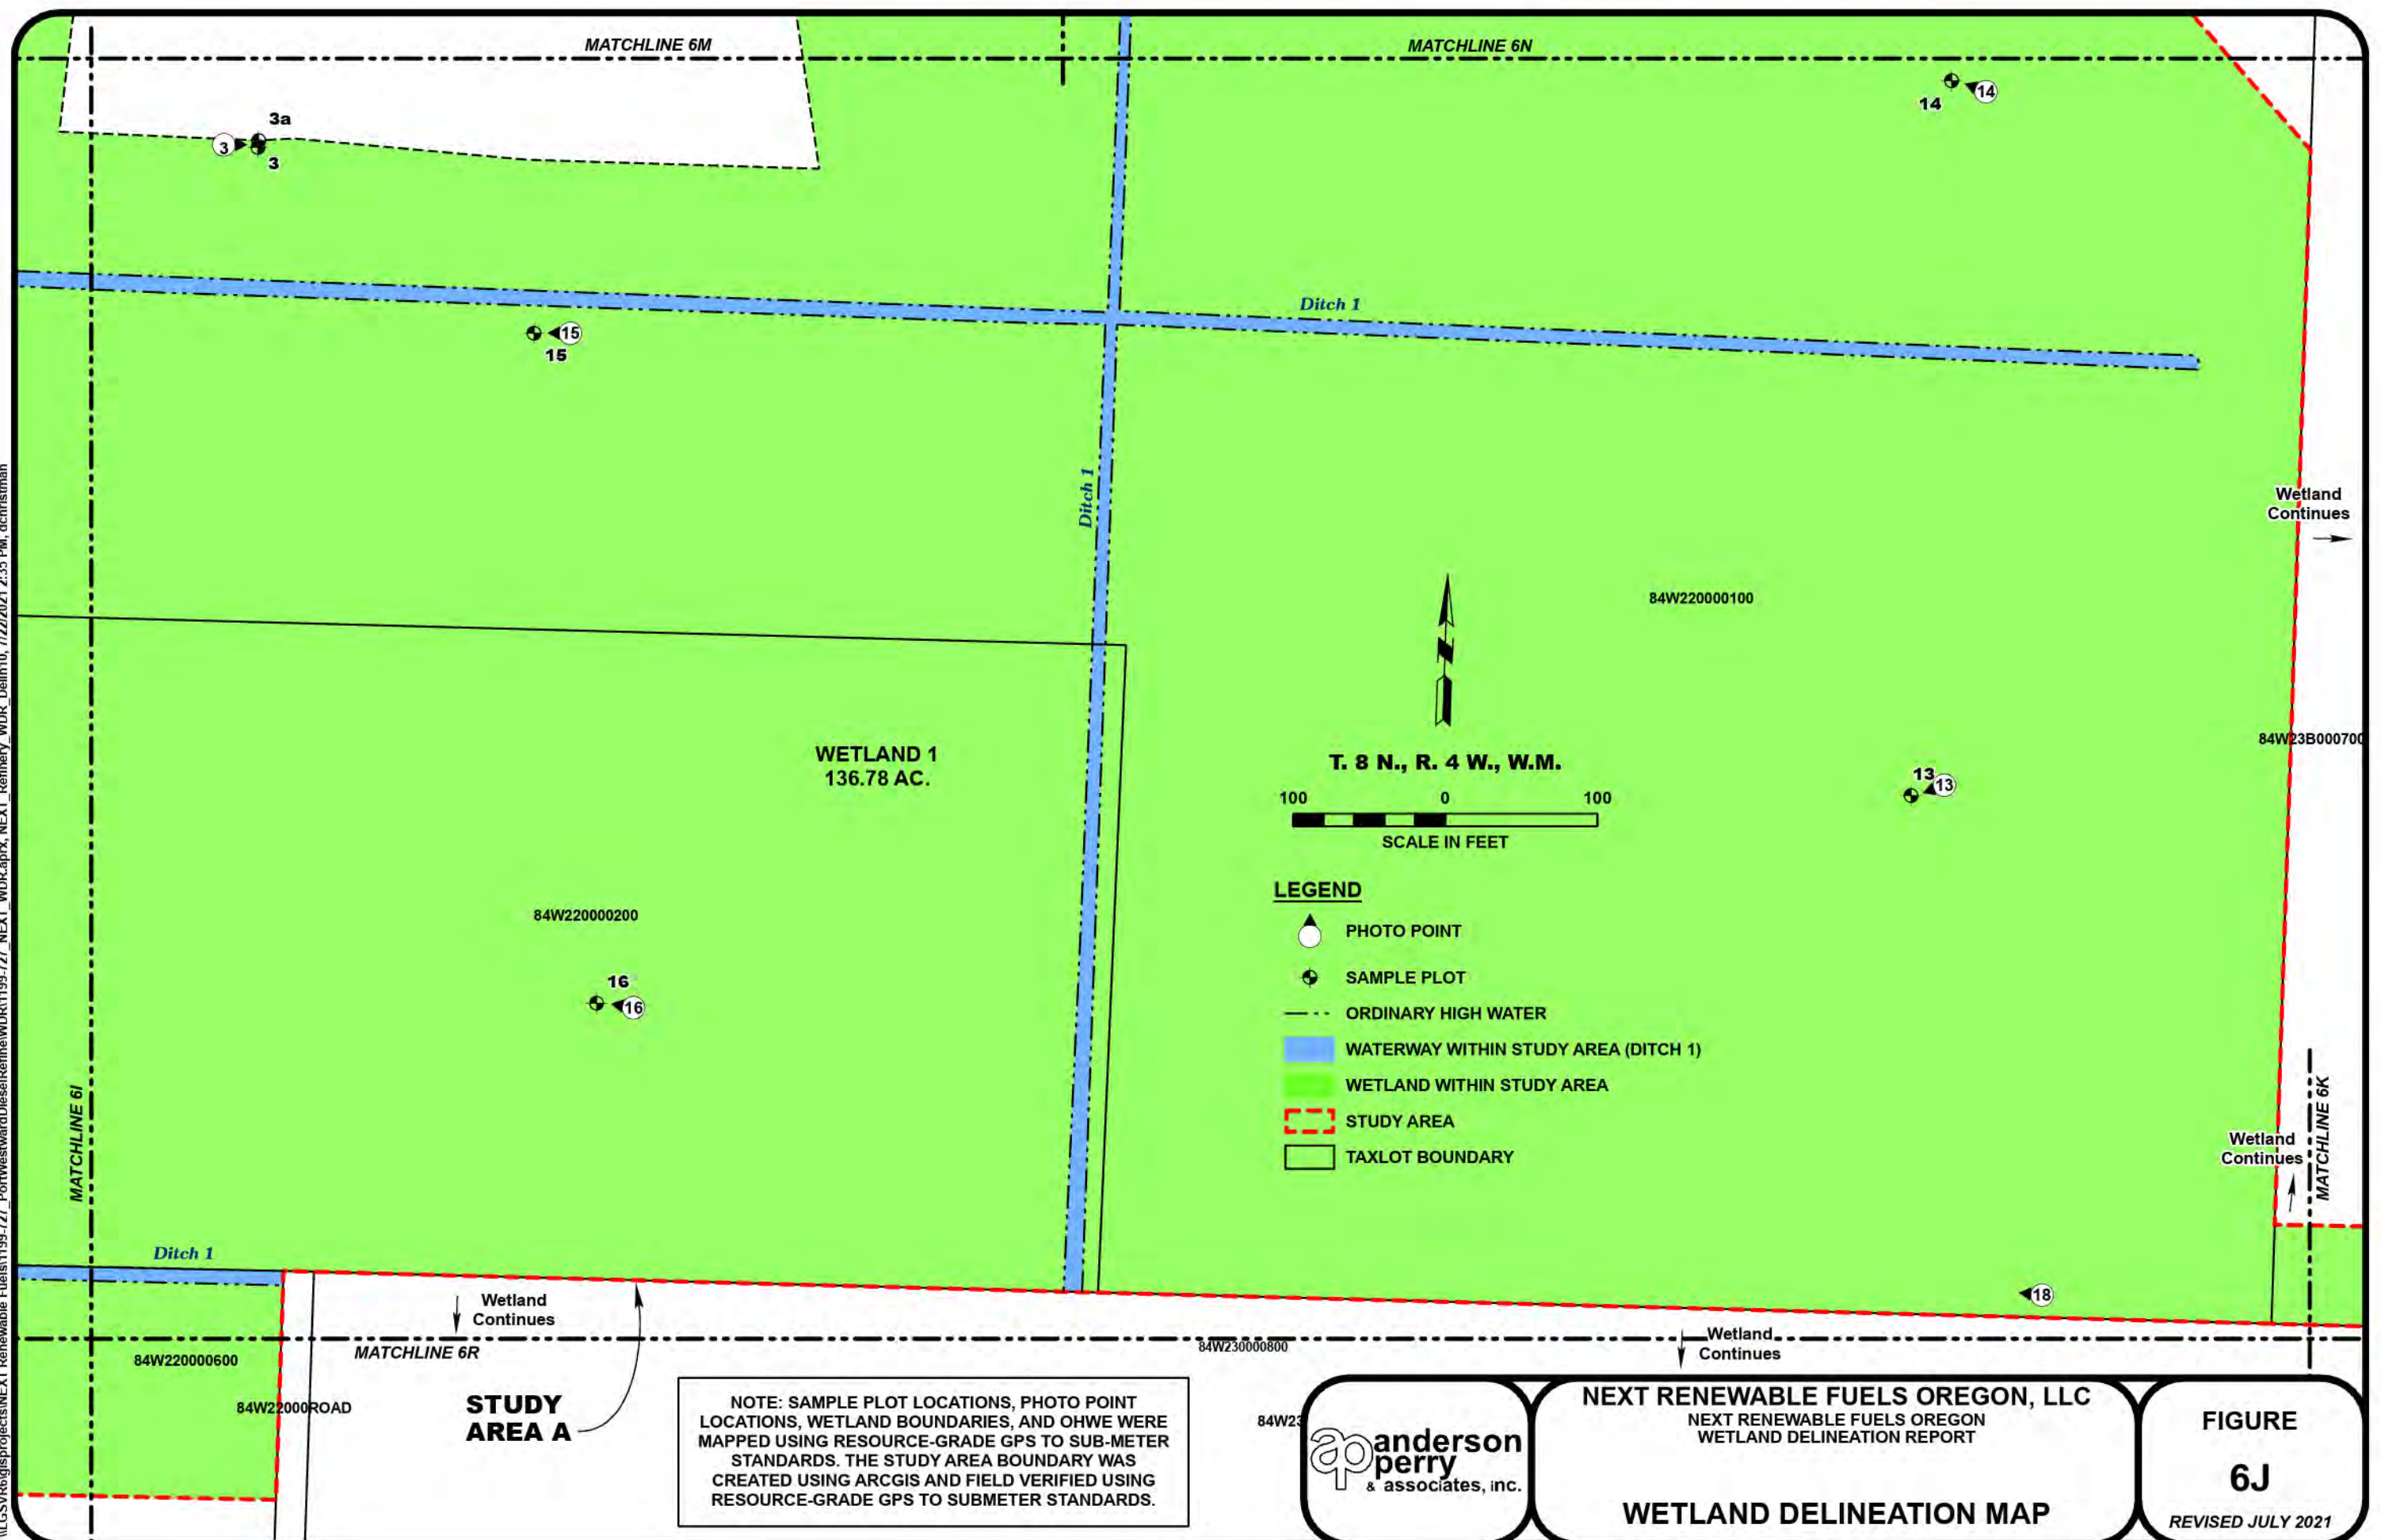 MATCHLINE 6M
MATCHLINE 6N
14
14
3a
3
3
Ditch 1
15
15
Ditch 1
Wetland
Continues
84W220000100
84W23B000700
WETLAND 1
136.78 AC.
T. 8 N., R. 4 W., W.M.
100 0 100
SCALE IN FEET
13
13
LEGEND
PHOTO POINT
SAMPLE PLOT
ORDINARY HIGH WATER
WATERWAY WITHIN STUDY AREA (DITCH 1)
WETLAND WITHIN STUDY AREA
STUDY AREA
TAXLOT BOUNDARY
84W220000200
16
16
MATCHLINE 6I
MATCHLINE 6K
Wetland
Continues
Ditch 1
18
Wetland
Continues
84W220000600
MATCHLINE 6R
84W230000800
Wetland
Continues
84W22000ROAD
STUDY
AREA A
NOTE: SAMPLE PLOT LOCATIONS, PHOTO POINT
LOCATIONS, WETLAND BOUNDARIES, AND OHWE WERE
MAPPED USING RESOURCE-GRADE GPS TO SUB-METER
STANDARDS. THE STUDY AREA BOUNDARY WAS
CREATED USING ARCGIS AND FIELD VERIFIED USING
RESOURCE-GRADE GPS TO SUBMETER STANDARDS.
84W23
ap anderson
perry
& associates, inc.
NEXT RENEWABLE FUELS OREGON, LLC
NEXT RENEWABLE FUELS OREGON
WETLAND DELINEATION REPORT
WETLAND DELINEATION MAP
FIGURE
6J
REVISED JULY 2021